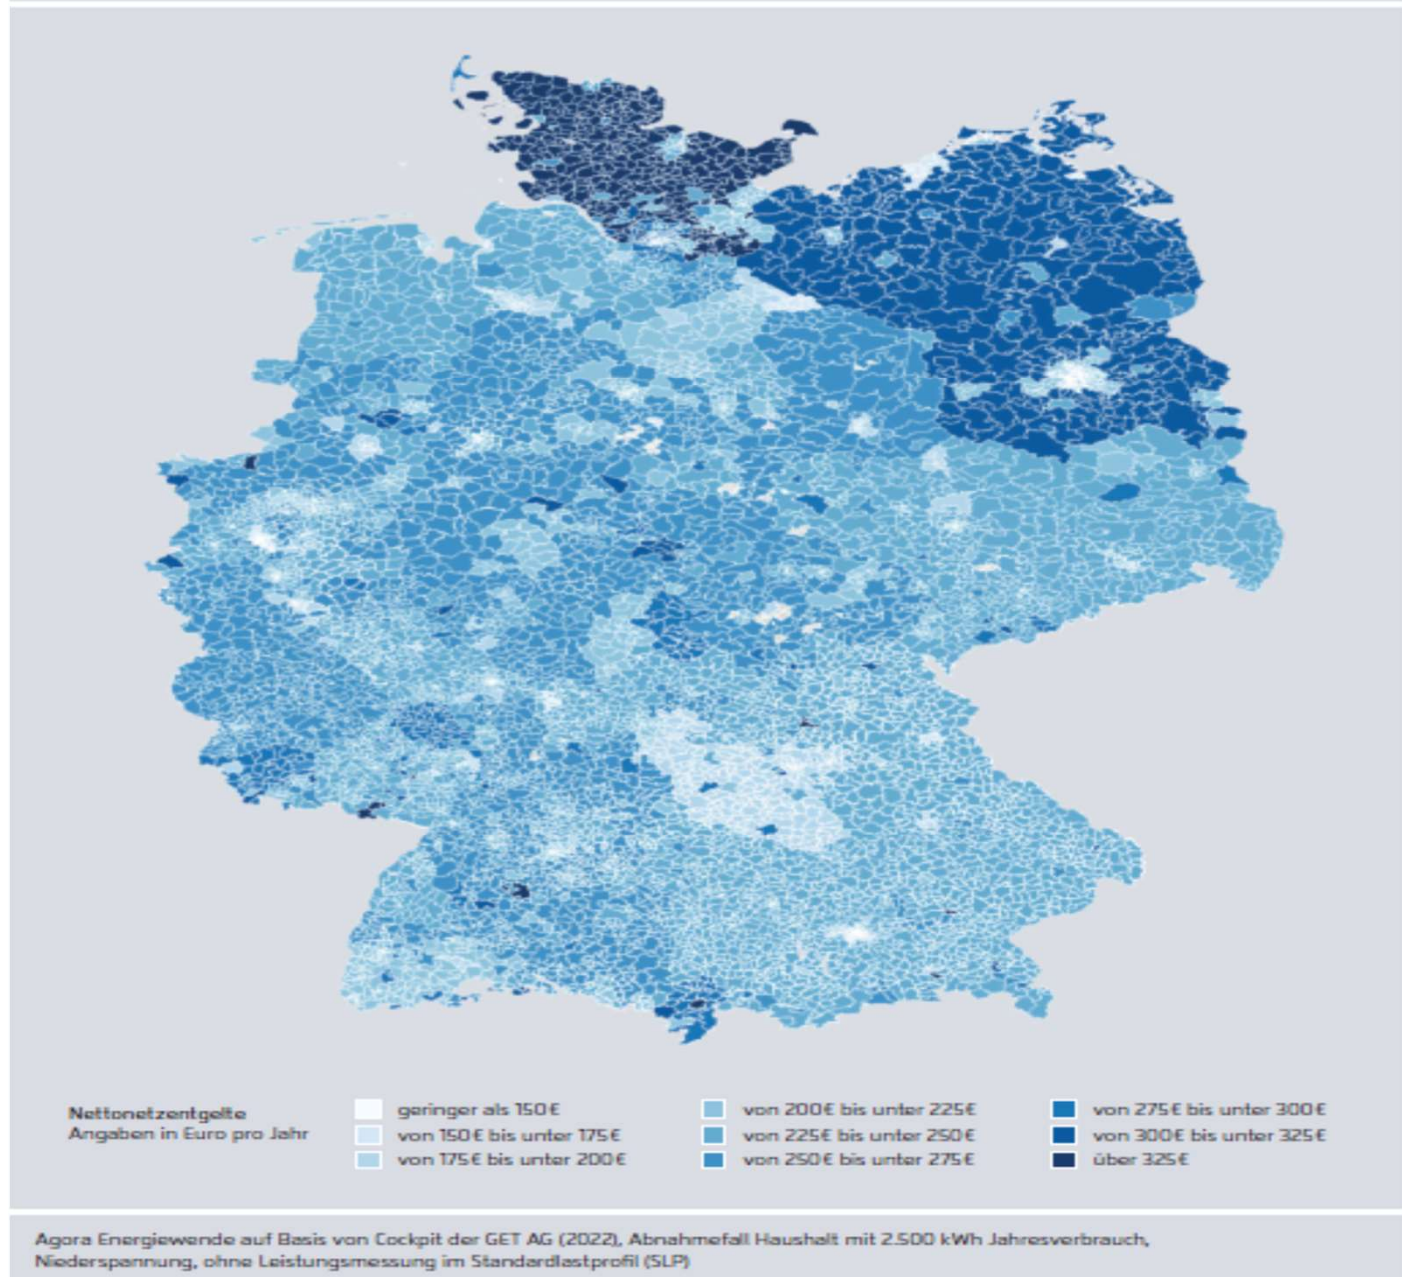 Nettonetzentgelte
Angaben in Euro pro Jahr
geringer als 150 €
von 150 € bis unter 175 €
von 175 € bis unter 200 €
von 200 € bis unter 225 €
von 225 € bis unter 250 €
von 250 € bis unter 275 €
von 275 € bis unter 300 €
von 300 € bis unter 325 €
über 325 €
Agora Energiewende auf Basis von Cockpit der GET AG (2022), Abnahmefall Haushalt mit 2.500 kWh Jahresverbrauch,
Niederspannung, ohne Leistungsmessung im Standardlastprofil (SLP)